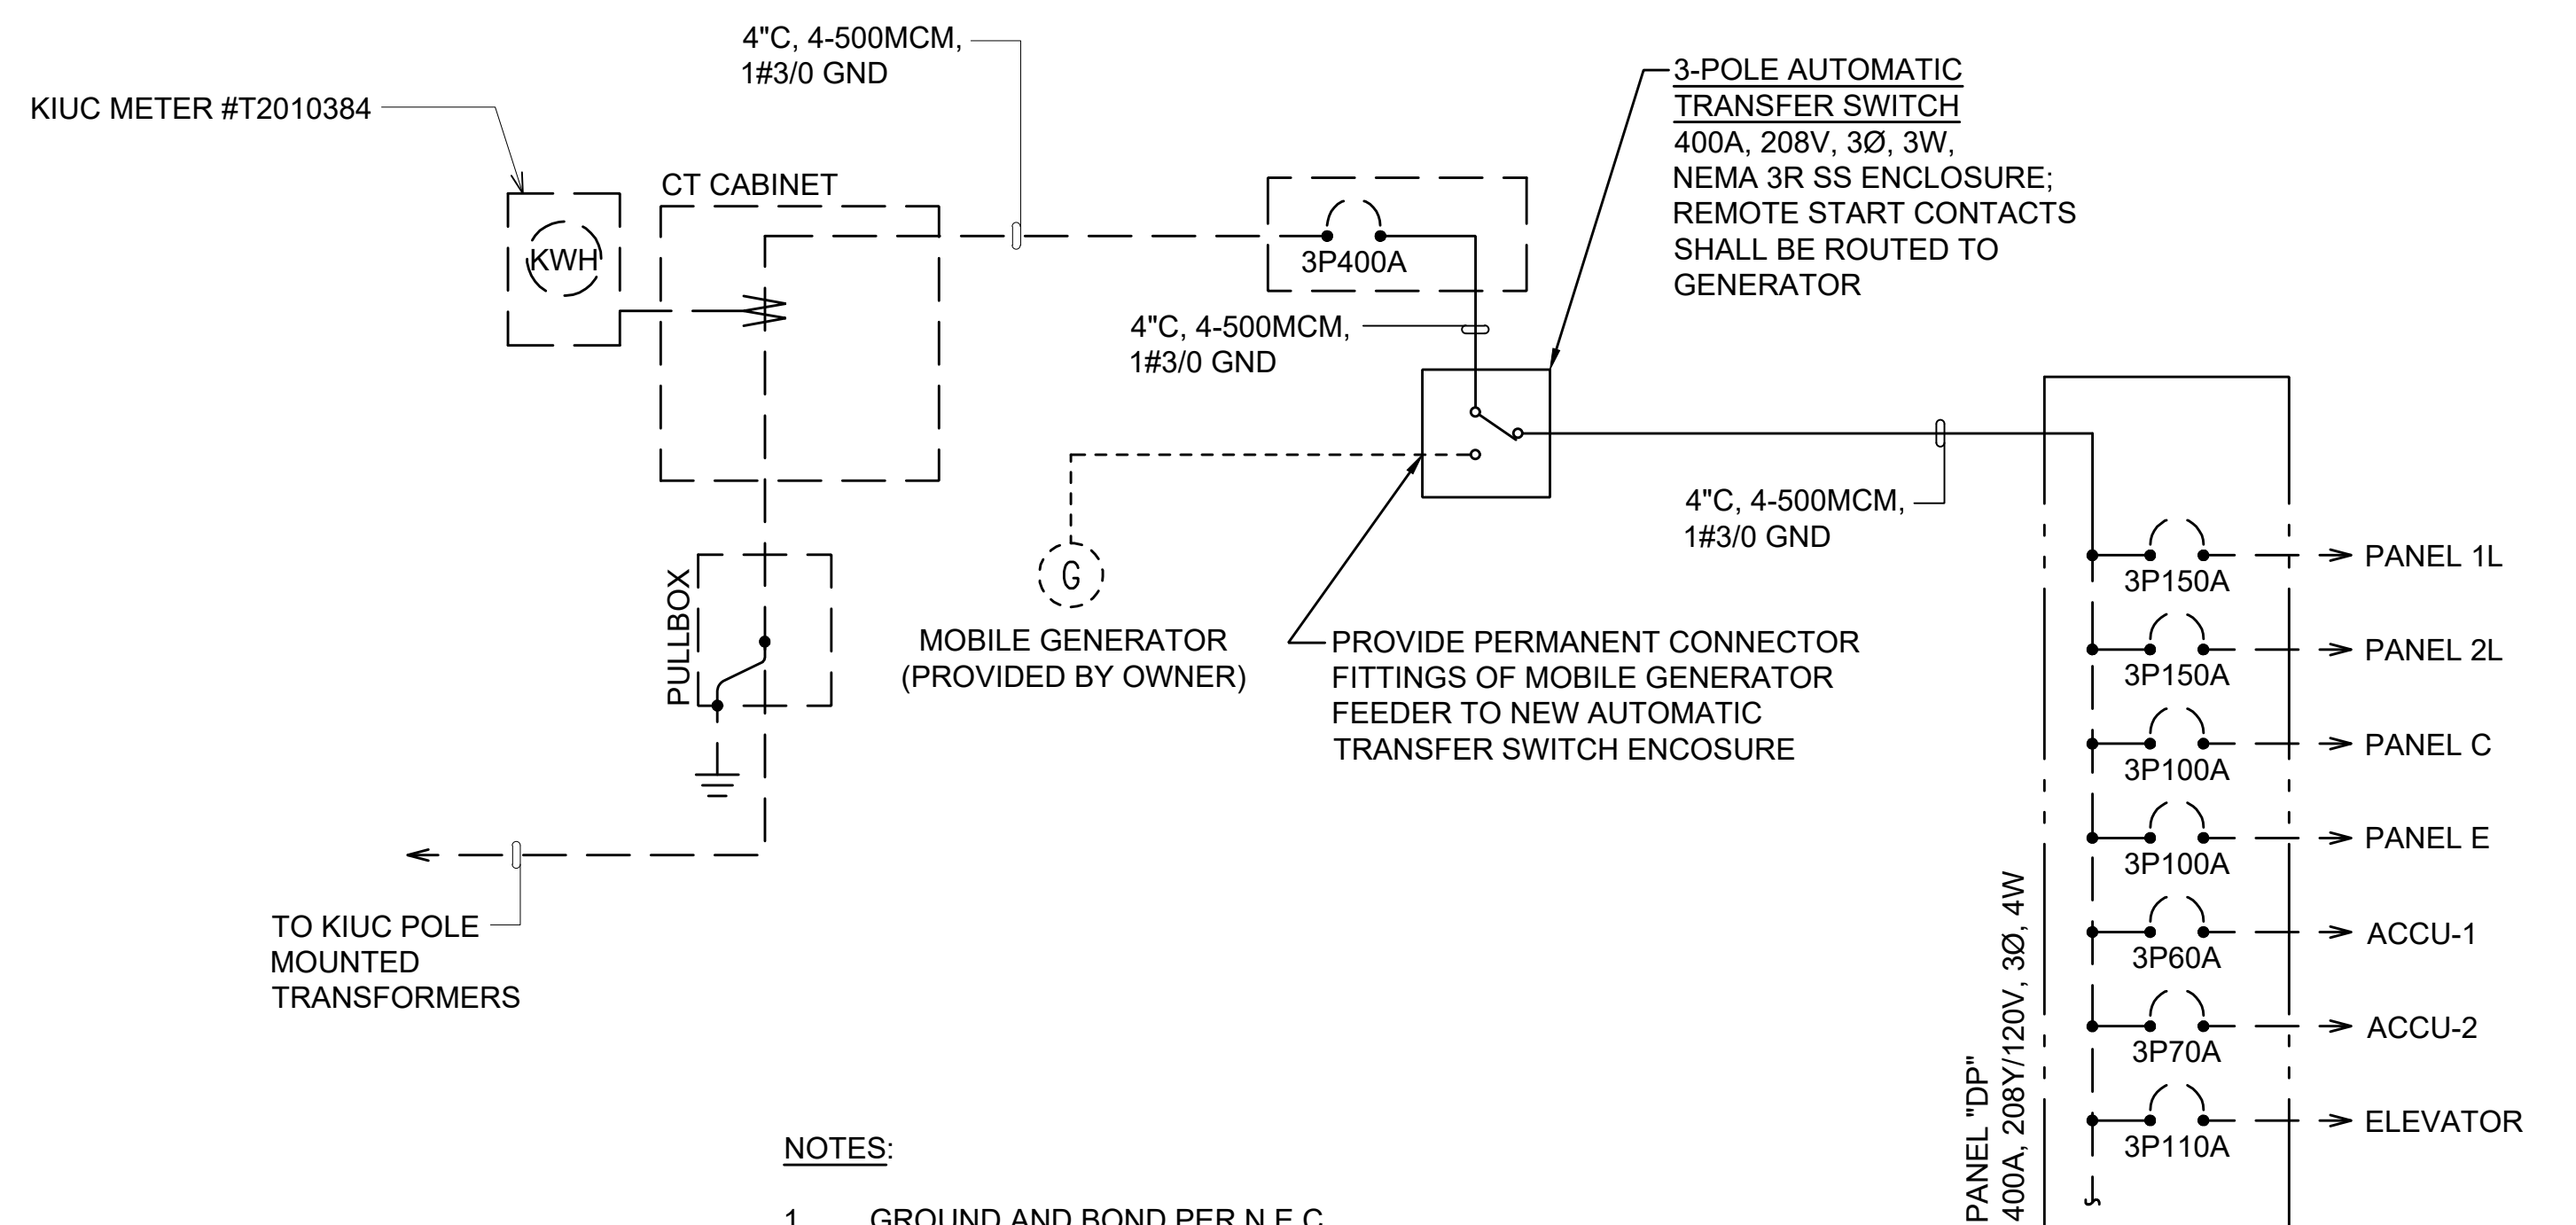 4"C, 4-500MCM,
1#3/0 GND
KIUC METER #T2010384
CT CABINET
KWH
3P400A
3-POLE AUTOMATIC
TRANSFER SWITCH
400A, 208V, 3Ø, 3W,
NEMA 3R SS ENCLOSURE;
REMOTE START CONTACTS
SHALL BE ROUTED TO
GENERATOR
4"C, 4-500MCM,
1#3/0 GND
4"C, 4-500MCM,
1#3/0 GND
PULLBOX
G
MOBILE GENERATOR
(PROVIDED BY OWNER)
PROVIDE PERMANENT CONNECTOR
FITTINGS OF MOBILE GENERATOR
FEEDER TO NEW AUTOMATIC
TRANSFER SWITCH ENCOSURE
TO KIUC POLE
MOUNTED
TRANSFORMERS
PANEL "DP"
400A, 208Y/120V, 3Ø, 4W
3P150A
PANEL 1L
3P150A
PANEL 2L
3P100A
PANEL C
3P100A
PANEL E
3P60A
ACCU-1
3P70A
ACCU-2
3P110A
ELEVATOR
NOTES:
1. GROUND AND BOND PER N.E.C.